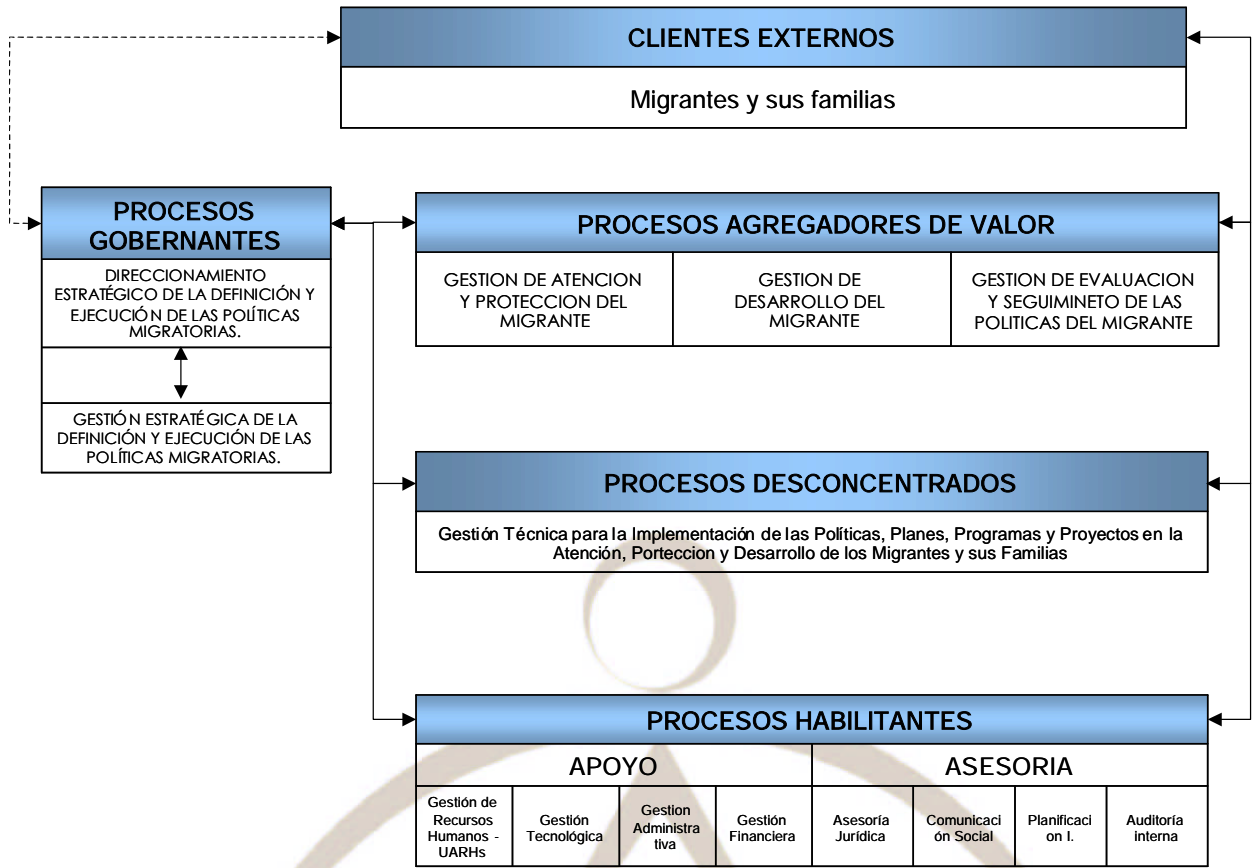 CLIENTES EXTERNOS
Migrantes y sus familias
PROCESOS
GOBERNANTES
DIRECCIONAMIENTO
ESTRATÉGICO DE LA DEFINICIÓN Y
EJECUCIÓN DE LAS POLÍTICAS
MIGRATORIAS.
GESTIÓN ESTRATÉGICA DE LA
DEFINICIÓN Y EJECUCIÓN DE LAS
POLÍTICAS MIGRATORIAS.
PROCESOS AGREGADORES DE VALOR
GESTION DE ATENCION
Y PROTECCION DEL
MIGRANTE
GESTION DE
DESARROLLO DEL
MIGRANTE
GESTION DE EVALUACION
Y SEGUIMINETO DE LAS
POLITICAS DEL MIGRANTE
PROCESOS DESCONCENTRADOS
Gestión Técnica para la Implementación de las Políticas, Planes, Programas y Proyectos en la
Atención, Porteccion y Desarrollo de los Migrantes y sus Familias
PROCESOS HABILITANTES
APOYO
ASESORIA
Gestión de
Recursos
Humanos -
UARHs
Gestión
Tecnológica
Gestion
Administra
tiva
Gestión
Financiera
Asesoría
Jurídica
Comunicaci
ón Social
Planificaci
on I.
Auditoría
interna